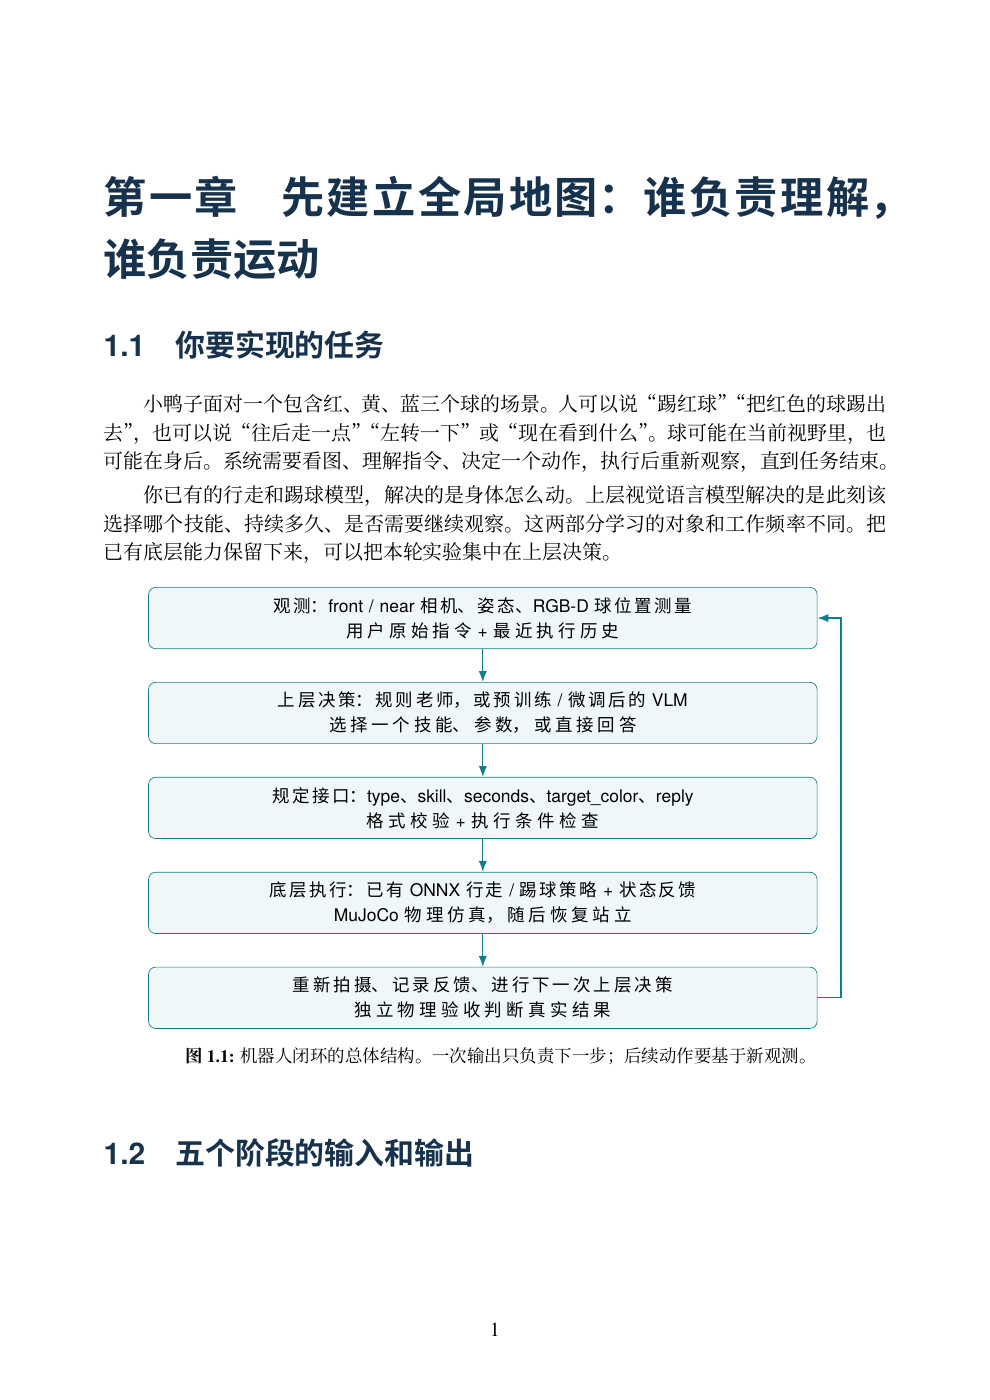 第一章　先建立全局地图：谁负责理解，
谁负责运动
1.1　你要实现的任务
小鸭子面对一个包含红、黄、蓝三个球的场景。人可以说“踢红球”“把红色的球踢出
去”，也可以说“往后走一点”“左转一下”或“现在看到什么”。球可能在当前视野里，也
可能在身后。系统需要看图、理解指令、决定一个动作，执行后重新观察，直到任务结束。
你已有的行走和踢球模型，解决的是身体怎么动。上层视觉语言模型解决的是此刻该
选择哪个技能、持续多久、是否需要继续观察。这两部分学习的对象和工作频率不同。把
已有底层能力保留下来，可以把本轮实验集中在上层决策。
观测：front / near 相机、姿态、RGB-D 球位置测量
用户原始指令 + 最近执行历史
上层决策：规则老师，或预训练 / 微调后的 VLM
选择一个技能、参数，或直接回答
规定接口：type、skill、seconds、target_color、reply
格式校验 + 执行条件检查
底层执行：已有 ONNX 行走 / 踢球策略 + 状态反馈
MuJoCo 物理仿真，随后恢复站立
重新拍摄、记录反馈、进行下一次上层决策
独立物理验收判断真实结果
图 1.1: 机器人闭环的总体结构。一次输出只负责下一步；后续动作要基于新观测。
1.2　五个阶段的输入和输出
1